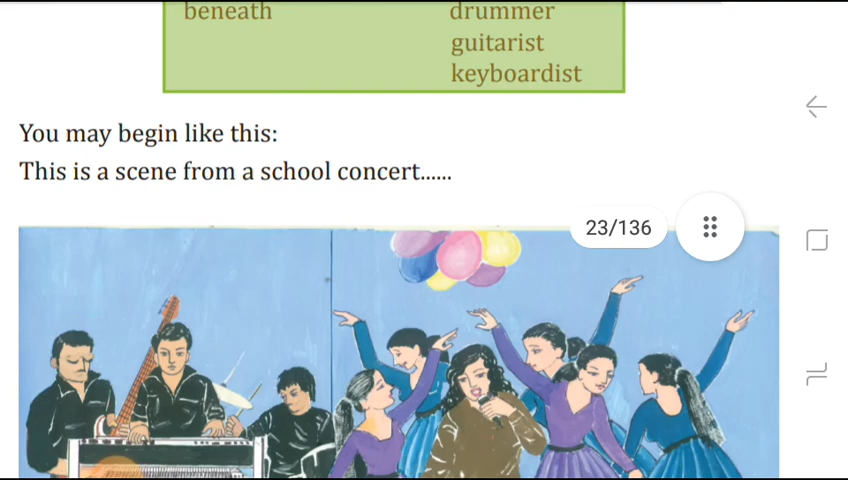 beneath drummer
guitarist
keyboardist
You may begin like this:
This is a scene from a school concert......
23/136